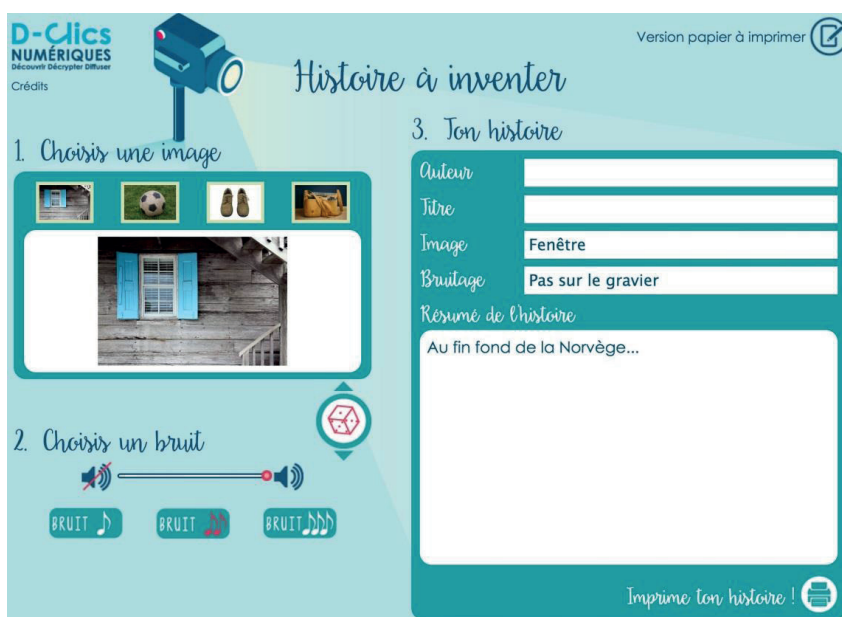 D-Clics
NUMÉRIQUES
Découvrir Décrypter Diffuser
Crédits
Version papier à imprimer
Histoire à inventer
1. Choisis une image
2. Choisis un bruit
BRUIT
BRUIT
BRUIT
3. Ton histoire
Auteur
Titre
Image Fenêtre
Bruitage Pas sur le gravier
Résumé de l'histoire
Au fin fond de la Norvège...
Imprime ton histoire !